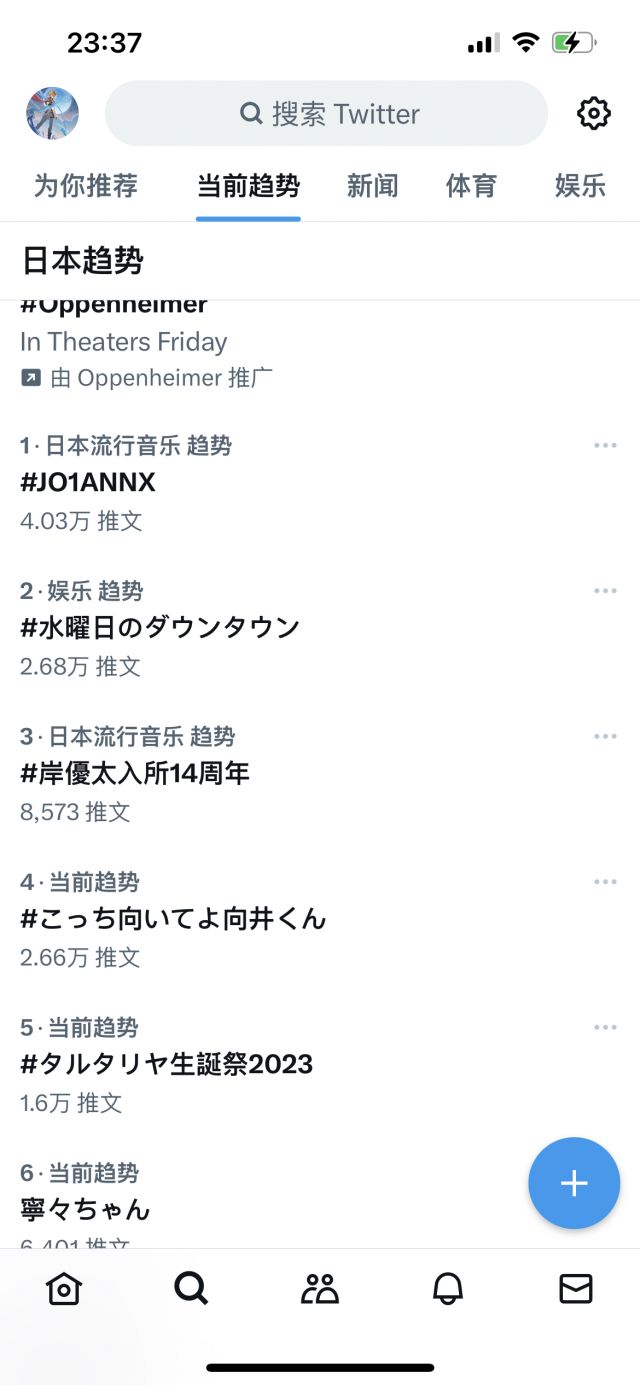 23:37
搜索 Twitter
为你推荐 当前趋势 新闻 体育 娱乐
日本趋势
#Oppenheimer
In Theaters Friday
由 Oppenheimer 推广
1 · 日本流行音乐 趋势
#JO1ANNX
4.03万 推文
2 · 娱乐 趋势
#水曜日のダウンタウン
2.68万 推文
3 · 日本流行音乐 趋势
#岸優太入所14周年
8,573 推文
4 · 当前趋势
#こっち向いてよ向井くん
2.66万 推文
5 · 当前趋势
#タルタリヤ生誕祭2023
1.6万 推文
6 · 当前趋势
寧々ちゃん
6,401 推文